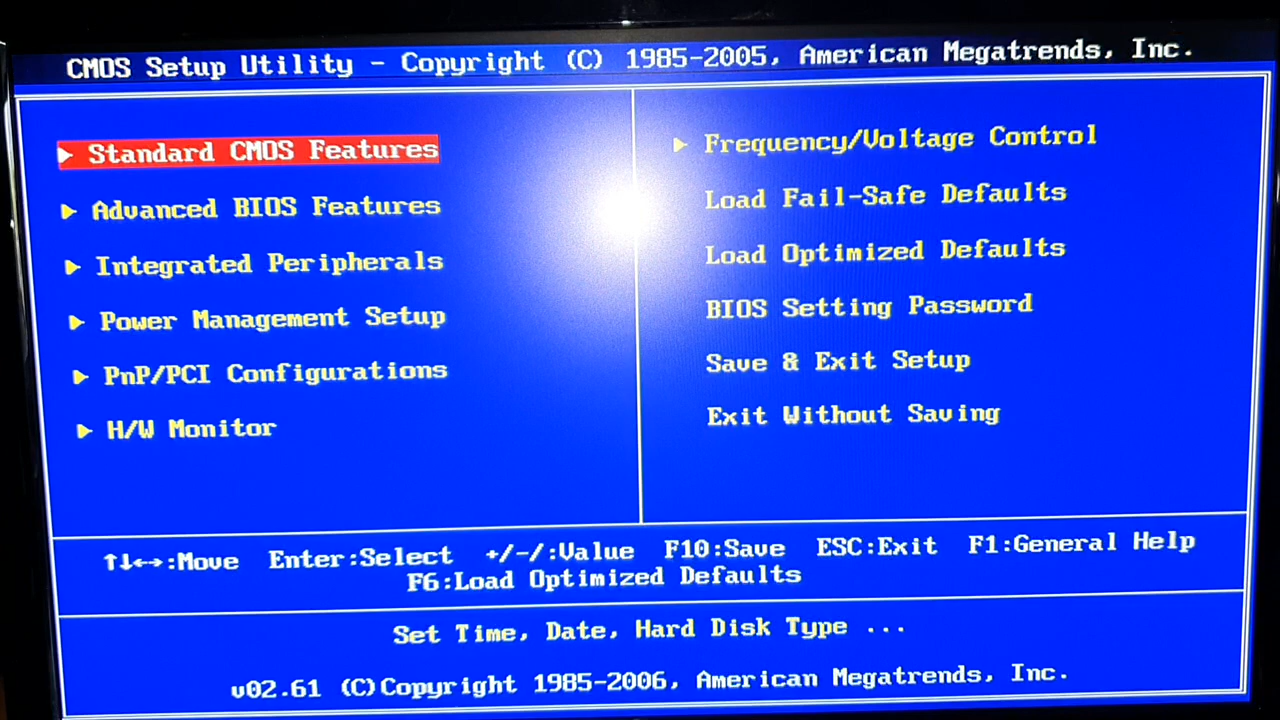 CMOS Setup Utility - Copyright (C) 1985-2005, American Megatrends, Inc.
► Standard CMOS Features
► Advanced BIOS Features
► Integrated Peripherals
► Power Management Setup
► PnP/PCI Configurations
► H/W Monitor
► Frequency/Voltage Control
Load Fail-Safe Defaults
Load Optimized Defaults
BIOS Setting Password
Save & Exit Setup
Exit Without Saving
↑↓←→:Move Enter:Select +/-/:Value F10:Save ESC:Exit F1:General Help
F6:Load Optimized Defaults
Set Time, Date, Hard Disk Type ...
v02.61 (C)Copyright 1985-2006, American Megatrends, Inc.